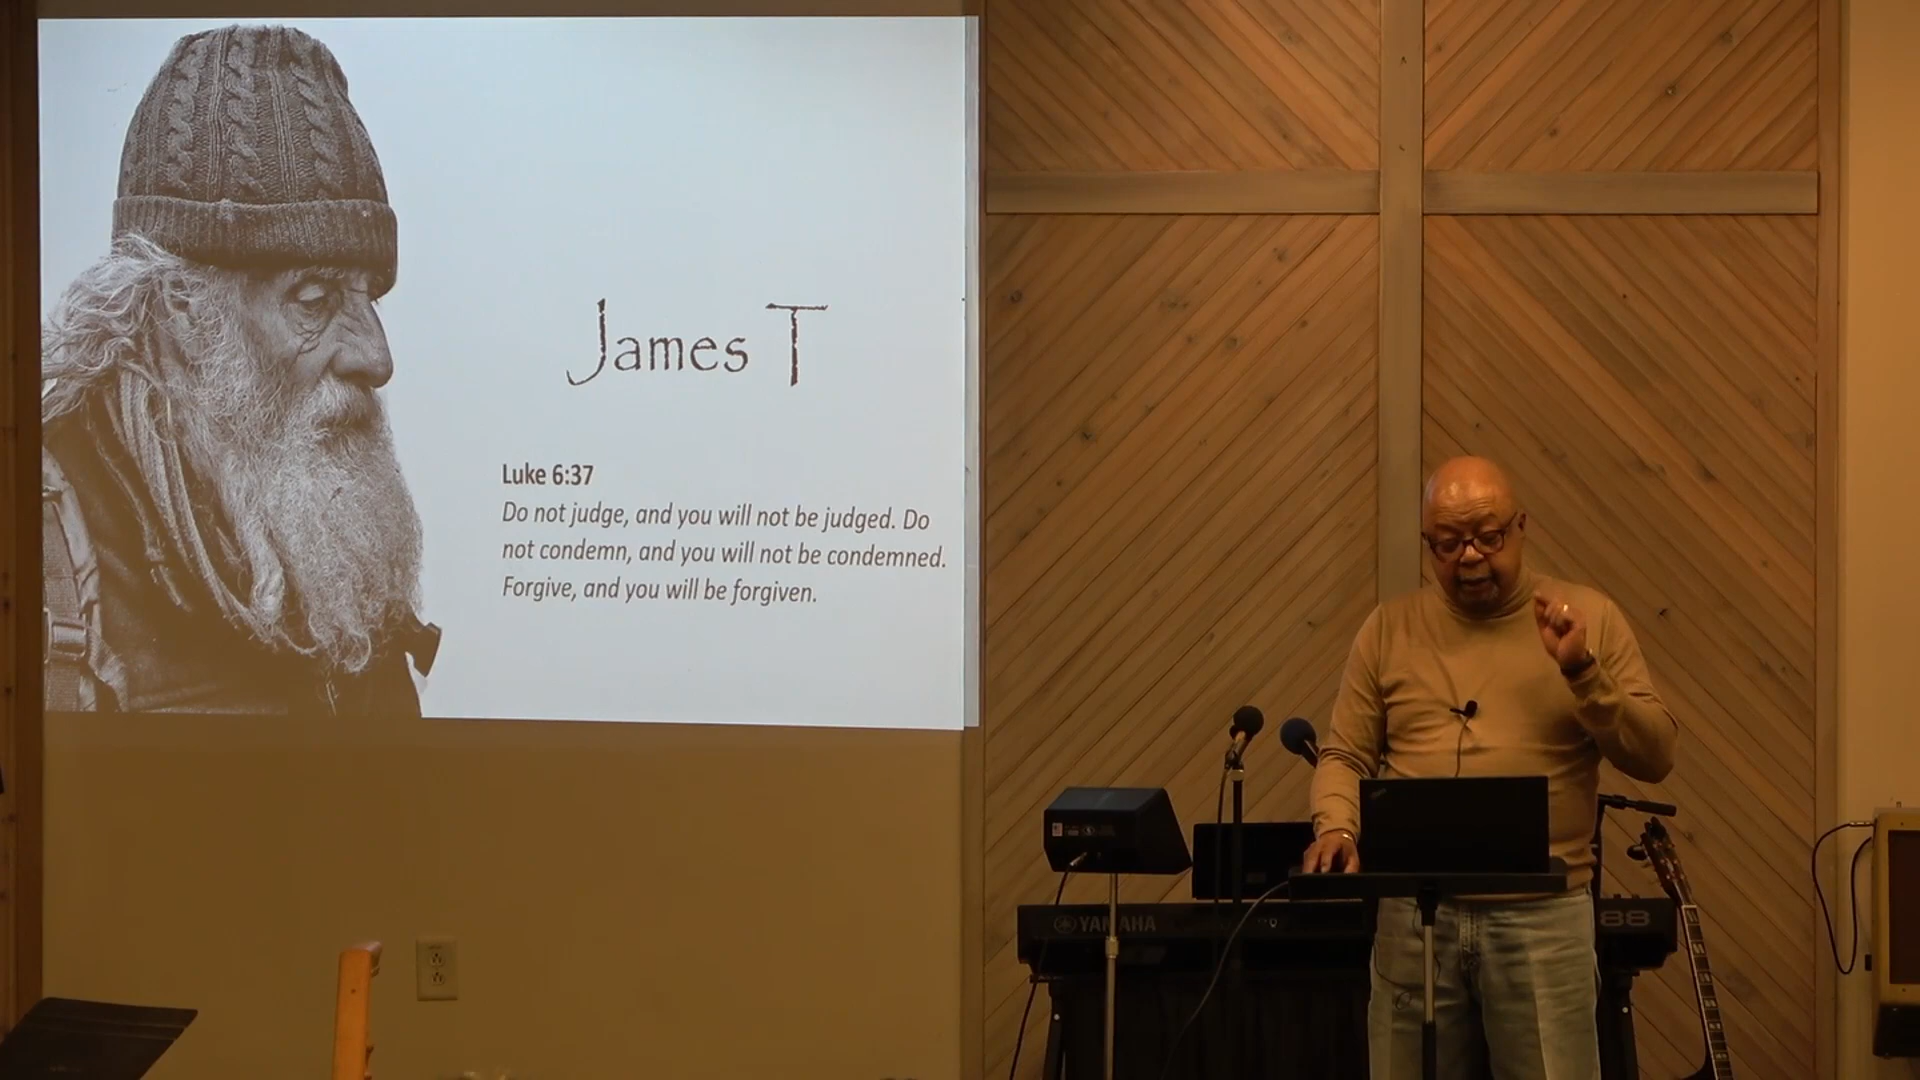 James T
Luke 6:37
Do not judge, and you will not be judged. Do
not condemn, and you will not be condemned.
Forgive, and you will be forgiven.
YAMAHA
88